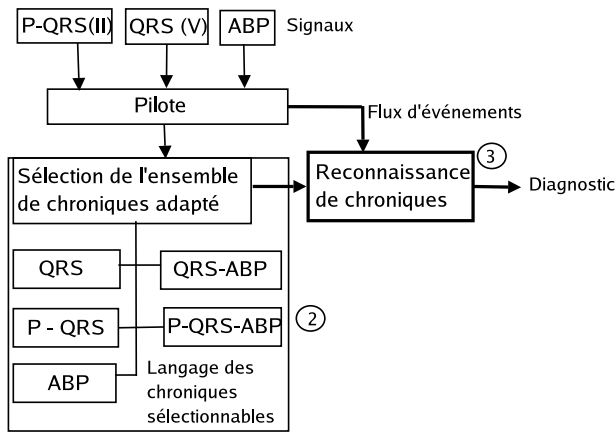 P-QRS(II)
QRS (V)
ABP
Signaux
Pilote
Flux d'événements
Sélection de l'ensemble
de chroniques adapté
Reconnaissance
de chroniques
3
Diagnostic
QRS
QRS-ABP
P - QRS
P-QRS-ABP
2
ABP
Langage des
chroniques
sélectionnables